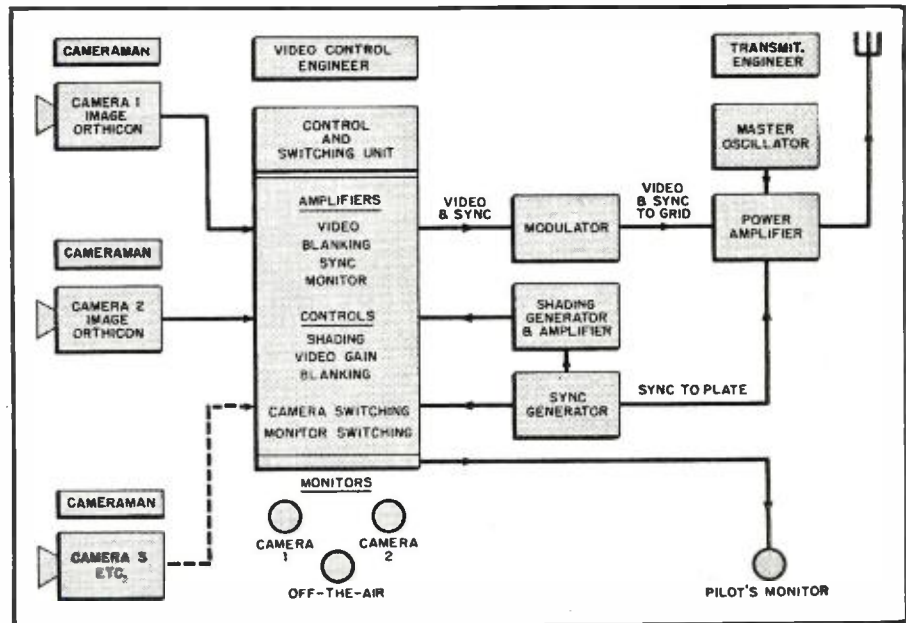 CAMERAMAN
CAMERA 1
IMAGE
ORTHICON
CAMERAMAN
CAMERA 2
IMAGE
ORTHICON
CAMERAMAN
CAMERA 3
ETC.
VIDEO CONTROL
ENGINEER
CONTROL
AND
SWITCHING UNIT
AMPLIFIERS
VIDEO
BLANKING
SYNC
MONITOR
CONTROLS
SHADING
VIDEO GAIN
BLANKING
CAMERA SWITCHING
MONITOR SWITCHING
MONITORS
CAMERA
1
CAMERA
2
OFF-THE-AIR
VIDEO
& SYNC
MODULATOR
VIDEO
& SYNC
TO GRID
SHADING
GENERATOR
& AMPLIFIER
SYNC
GENERATOR
SYNC TO PLATE
TRANSMIT.
ENGINEER
MASTER
OSCILLATOR
POWER
AMPLIFIER
PILOT'S MONITOR